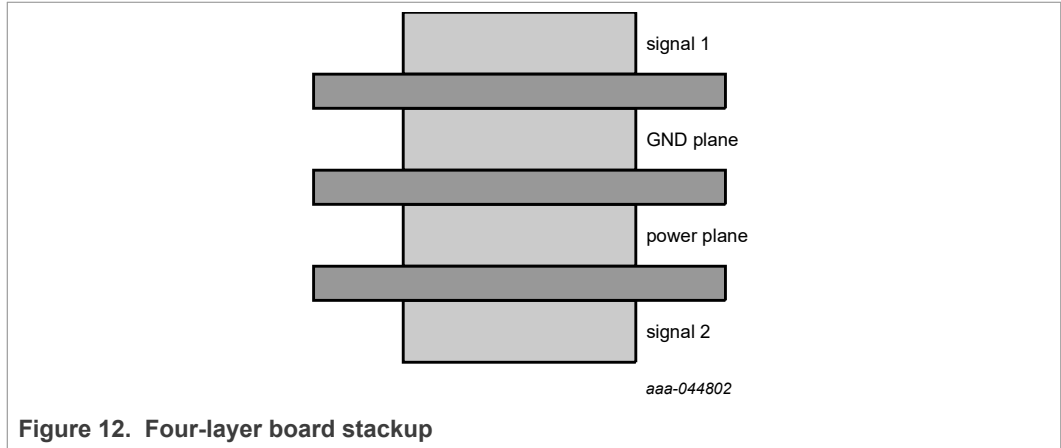 signal 1
GND plane
power plane
signal 2
aaa-044802
Figure 12. Four-layer board stackup